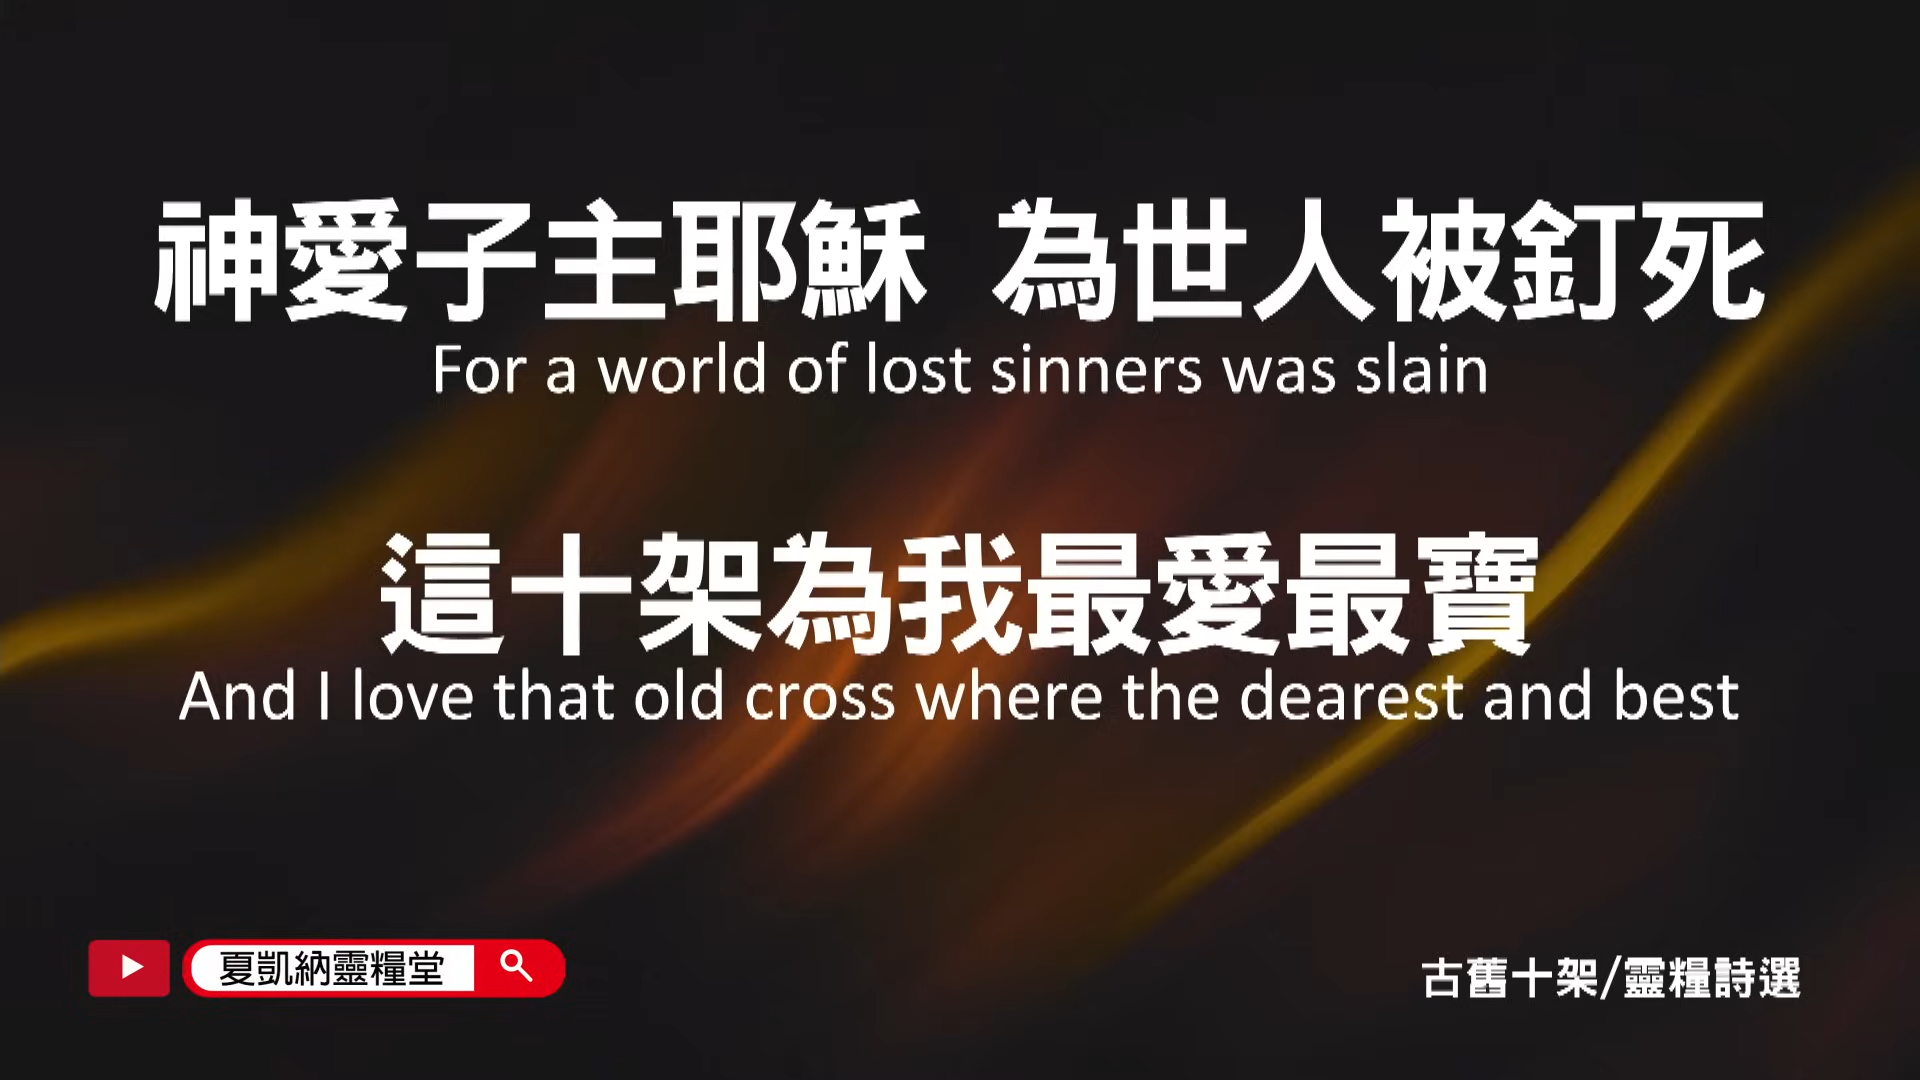 神愛子主耶穌 為世人被釘死
For a world of lost sinners was slain
這十架為我最愛最寶
And I love that old cross where the dearest and best
夏凱納靈糧堂
古舊十架/靈糧詩選